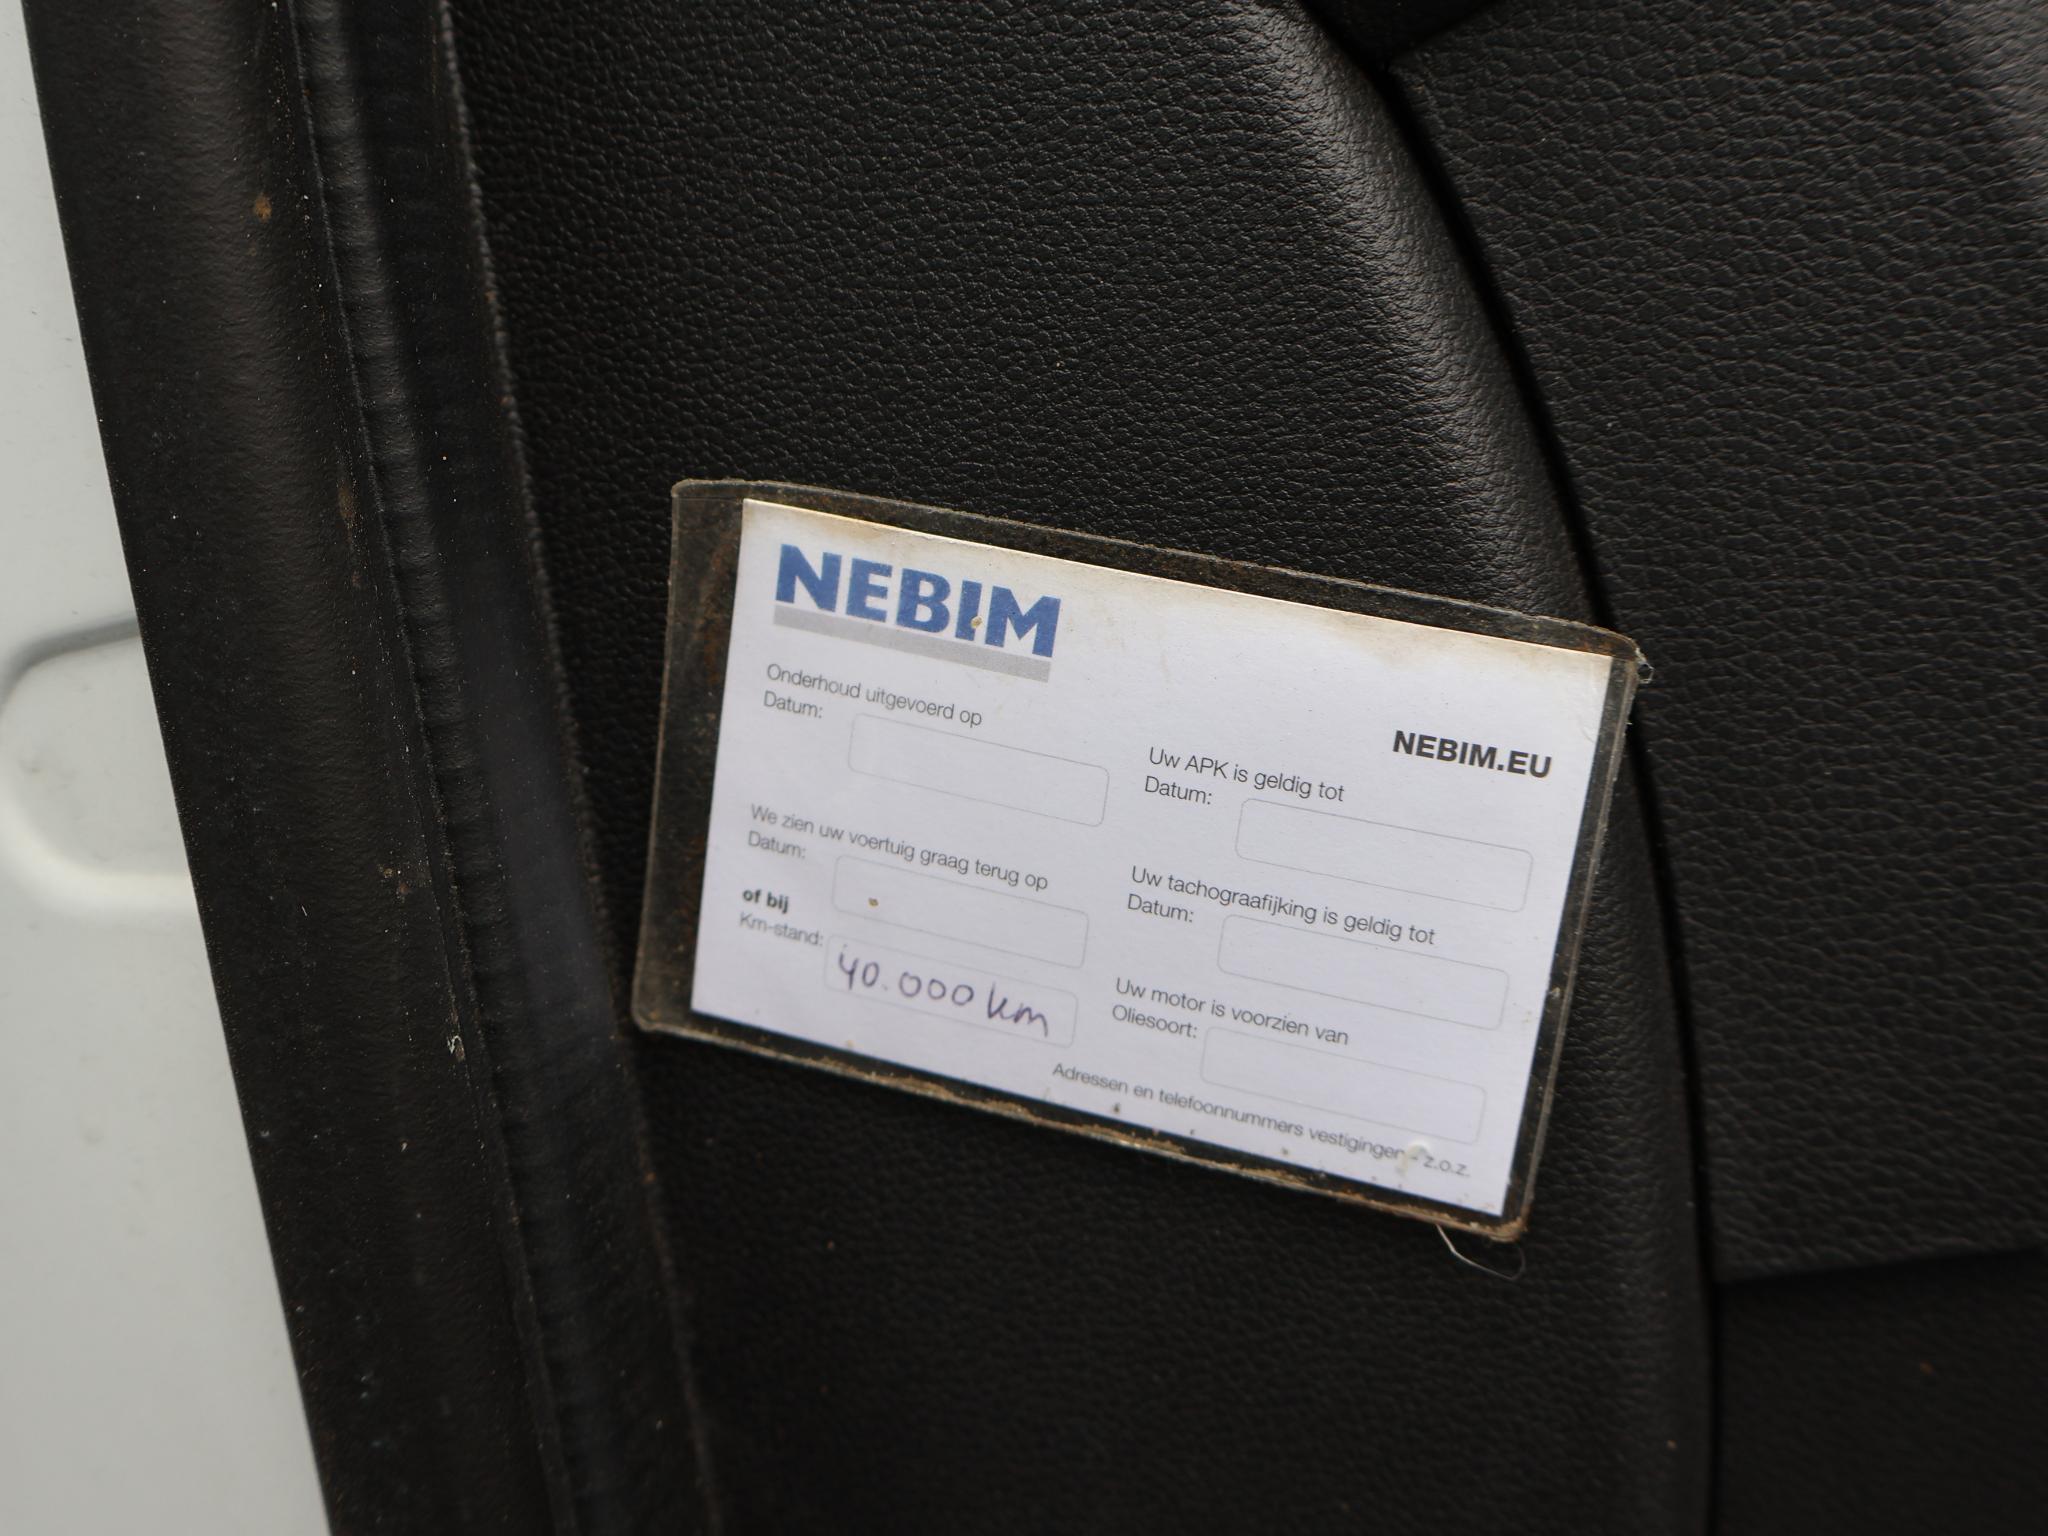 NEBIM
NEBIM.EU
Onderhoud uitgevoerd op
Datum:
We zien uw voertuig graag terug op
Datum:
of bij
Km-stand: 40.000 km
Uw APK is geldig tot
Datum:
Uw tachograafijking is geldig tot
Datum:
Uw motor is voorzien van
Oliesoort:
Adressen en telefoonnummers vestigingen - z.o.z.